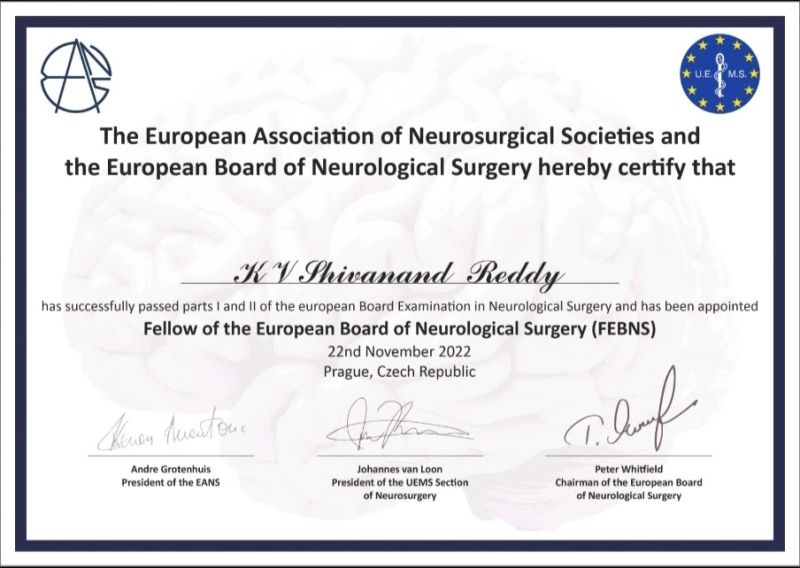 EANS
U.E. M.S.
The European Association of Neurosurgical Societies and
the European Board of Neurological Surgery hereby certify that
K V Shivanand Reddy
has successfully passed parts I and II of the european Board Examination in Neurological Surgery and has been appointed
Fellow of the European Board of Neurological Surgery (FEBNS)
22nd November 2022
Prague, Czech Republic
Andre Grotenhuis
President of the EANS
Johannes van Loon
President of the UEMS Section
of Neurosurgery
Peter Whitfield
Chairman of the European Board
of Neurological Surgery